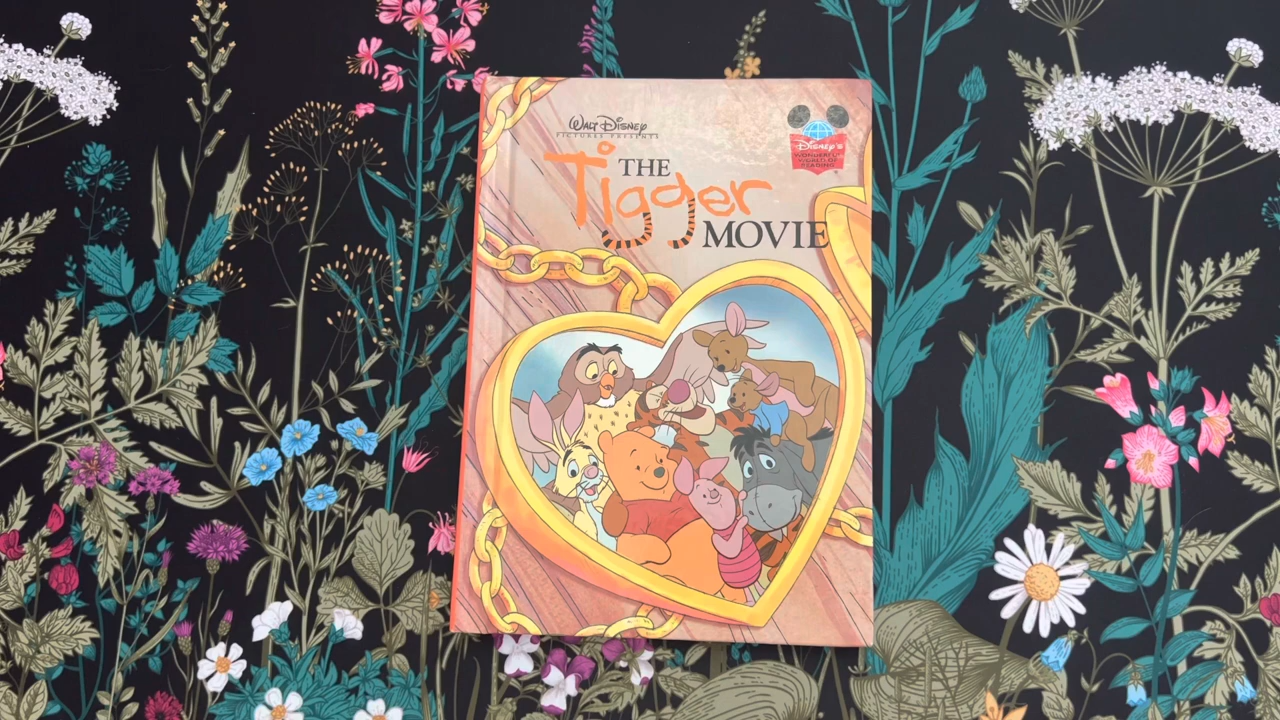 WALT DISNEY
PICTURES PRESENTS
THE
Tigger
MOVIE
DISNEY'S
WONDERFUL
WORLD OF
READING